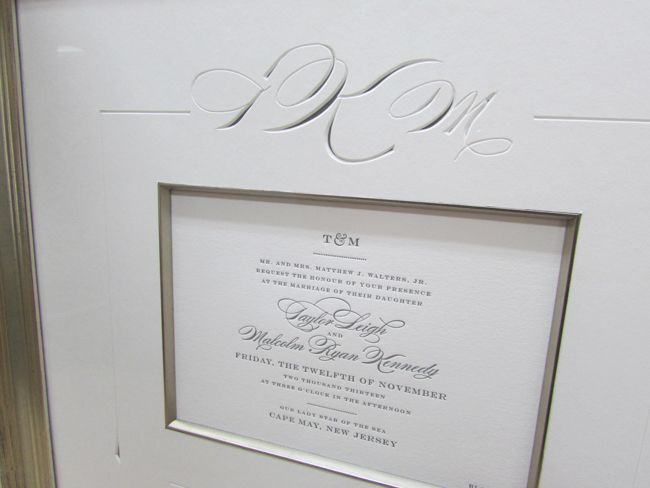 TKM
T&M
MR. AND MRS. MATTHEW J. WALTERS, JR.
REQUEST THE HONOUR OF YOUR PRESENCE
AT THE MARRIAGE OF THEIR DAUGHTER
Taylor Leigh
AND
Malcolm Ryan Kennedy
FRIDAY, THE TWELFTH OF NOVEMBER
TWO THOUSAND THIRTEEN
AT THREE O'CLOCK IN THE AFTERNOON
OUR LADY STAR OF THE SEA
CAPE MAY, NEW JERSEY